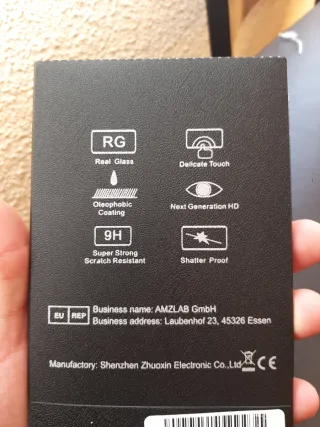 RG
Real Glass
Delicate Touch
Oleophobic
Coating
Next Generation HD
9H
Super Strong
Scratch Resistant
Shatter Proof
EU REP
Business name: AMZLAB GmbH
Business address: Laubenhof 23, 45326 Essen
Manufactory: Shenzhen Zhuoxin Electronic Co.,Ltd
CE